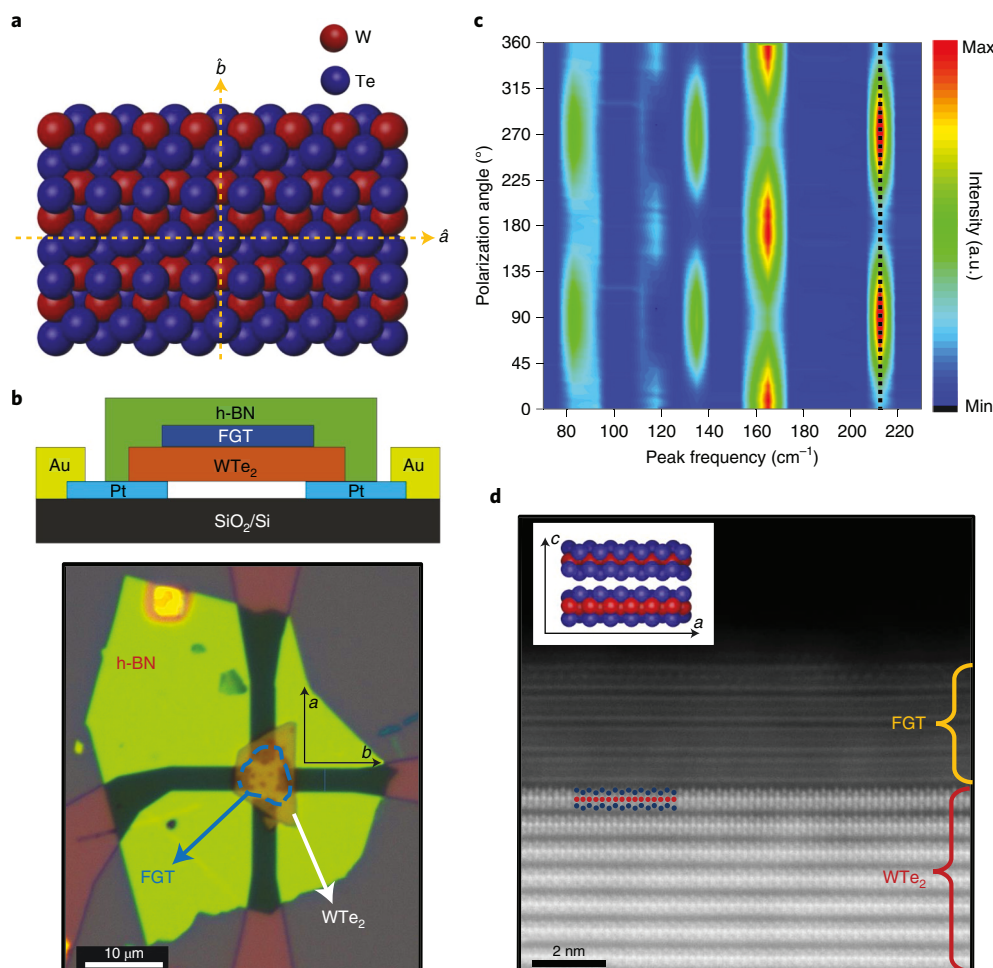 a
W
Te
b̂
â
b
h-BN
FGT
WTe₂
Au
Au
Pt
Pt
SiO₂/Si
h-BN
a
b
FGT
WTe₂
10 μm
c
Polarization angle (°)
360
315
270
225
180
135
90
45
0
80
100
120
140
160
180
200
220
Peak frequency (cm⁻¹)
Max
Intensity (a.u.)
Min
d
c
a
FGT
WTe₂
2 nm